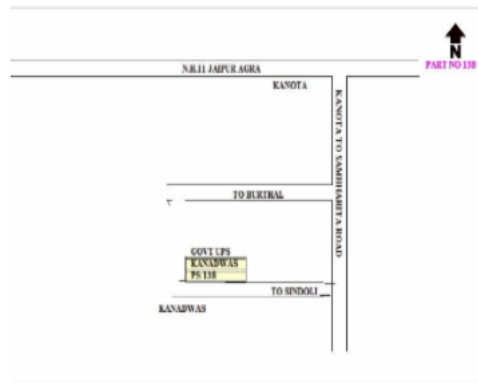 N
PART NO 138
N.H.11 JAIPUR AGRA
KANOTA
KANOTA TO SAMBHARITA ROAD
TO BURTHAL
GOVT UPS
KANADWAS
PS 138
TO SINDOLI
KANADWAS